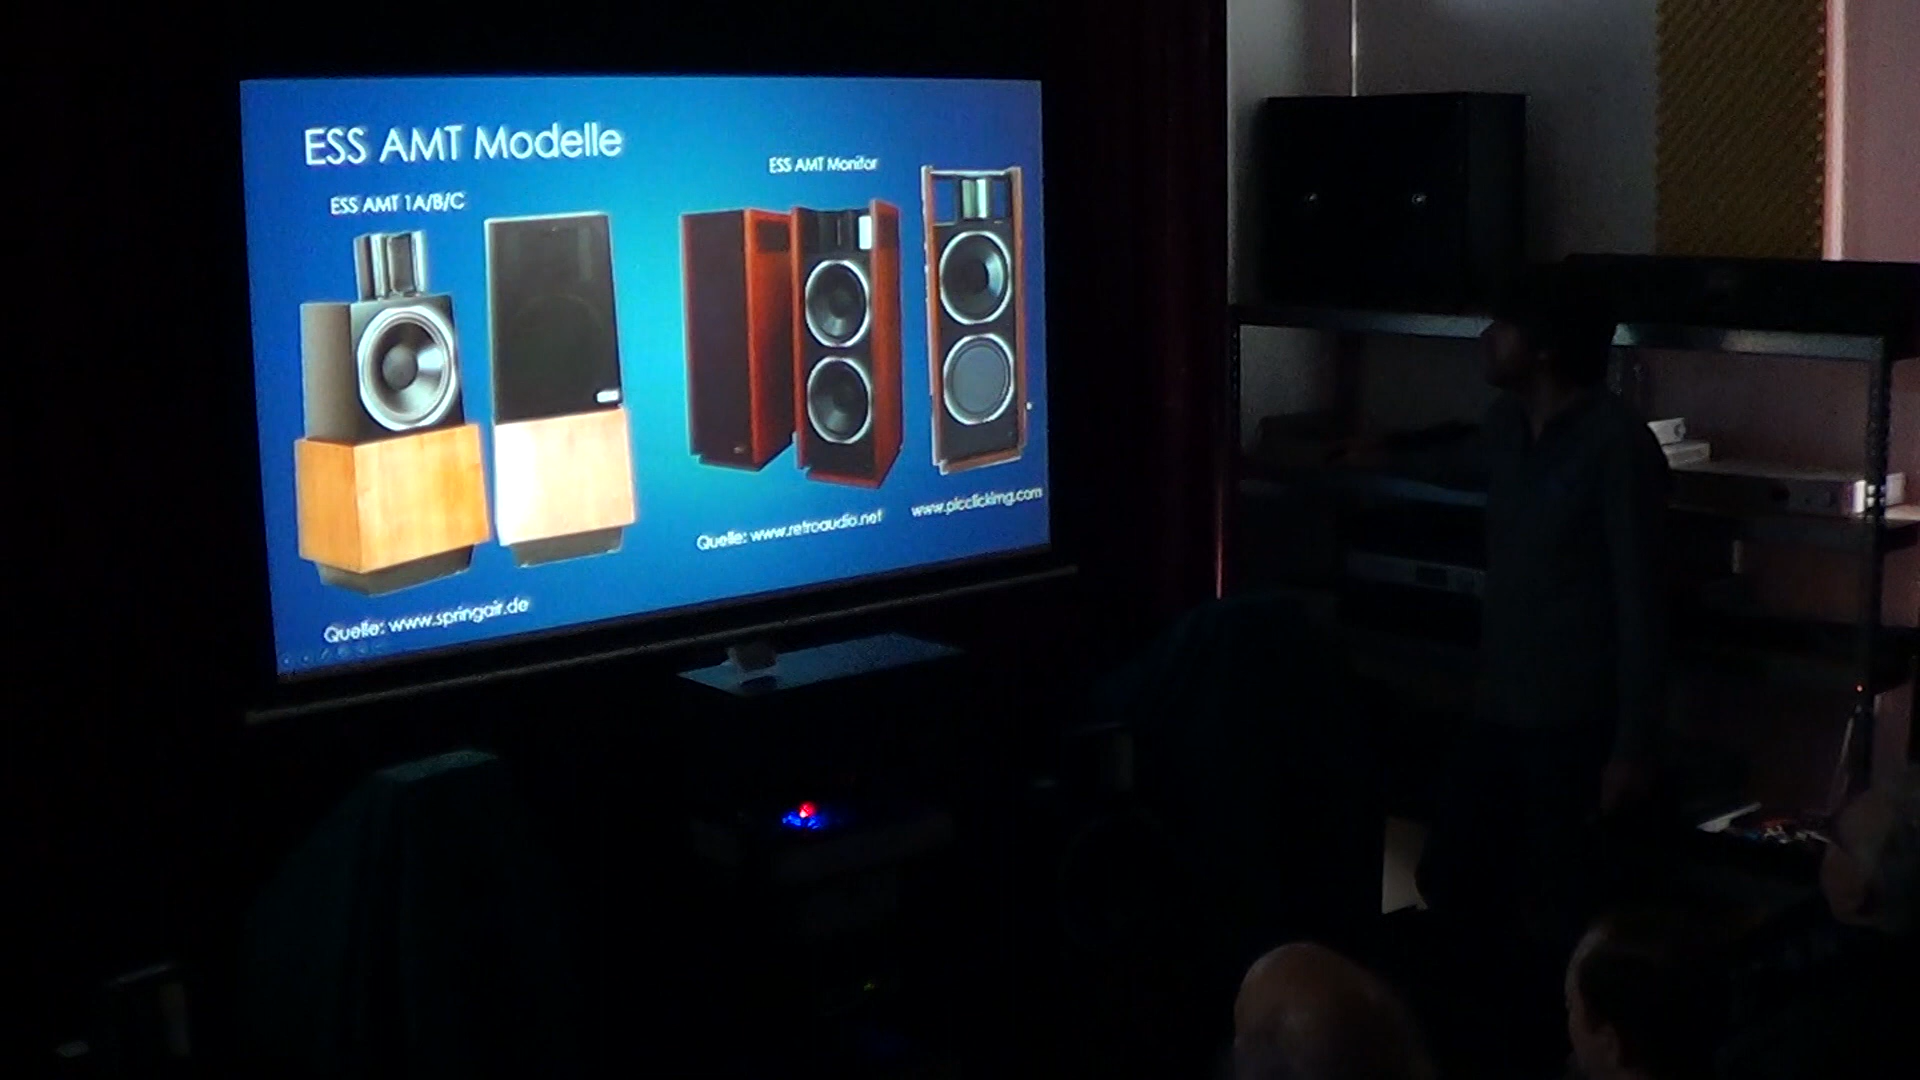 ESS AMT Modelle
ESS AMT 1A/B/C
ESS AMT Monitor
Quelle: www.springair.de
Quelle: www.retroaudio.net
www.picclickimg.com